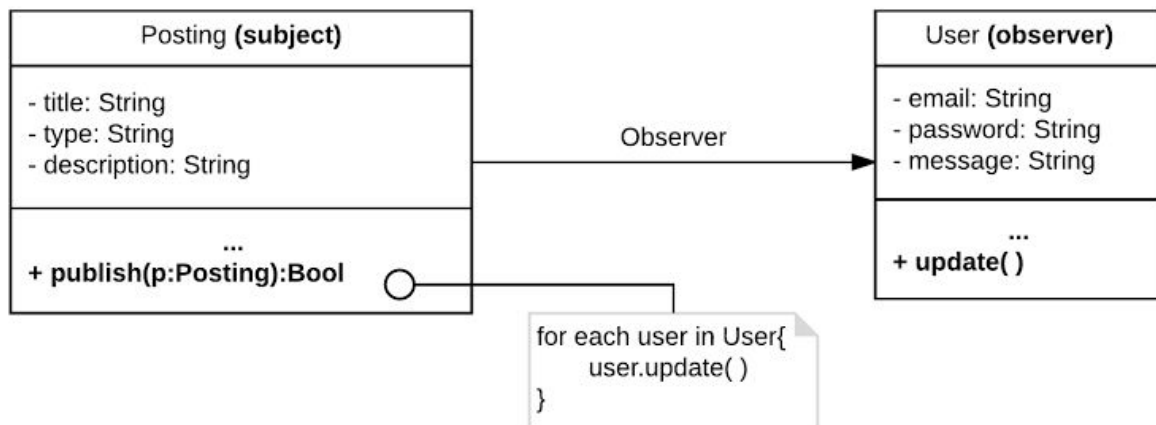 Posting (subject)
- title: String
- type: String
- description: String
...
+ publish(p:Posting):Bool
Observer
User (observer)
- email: String
- password: String
- message: String
...
+ update( )
for each user in User{
user.update( )
}